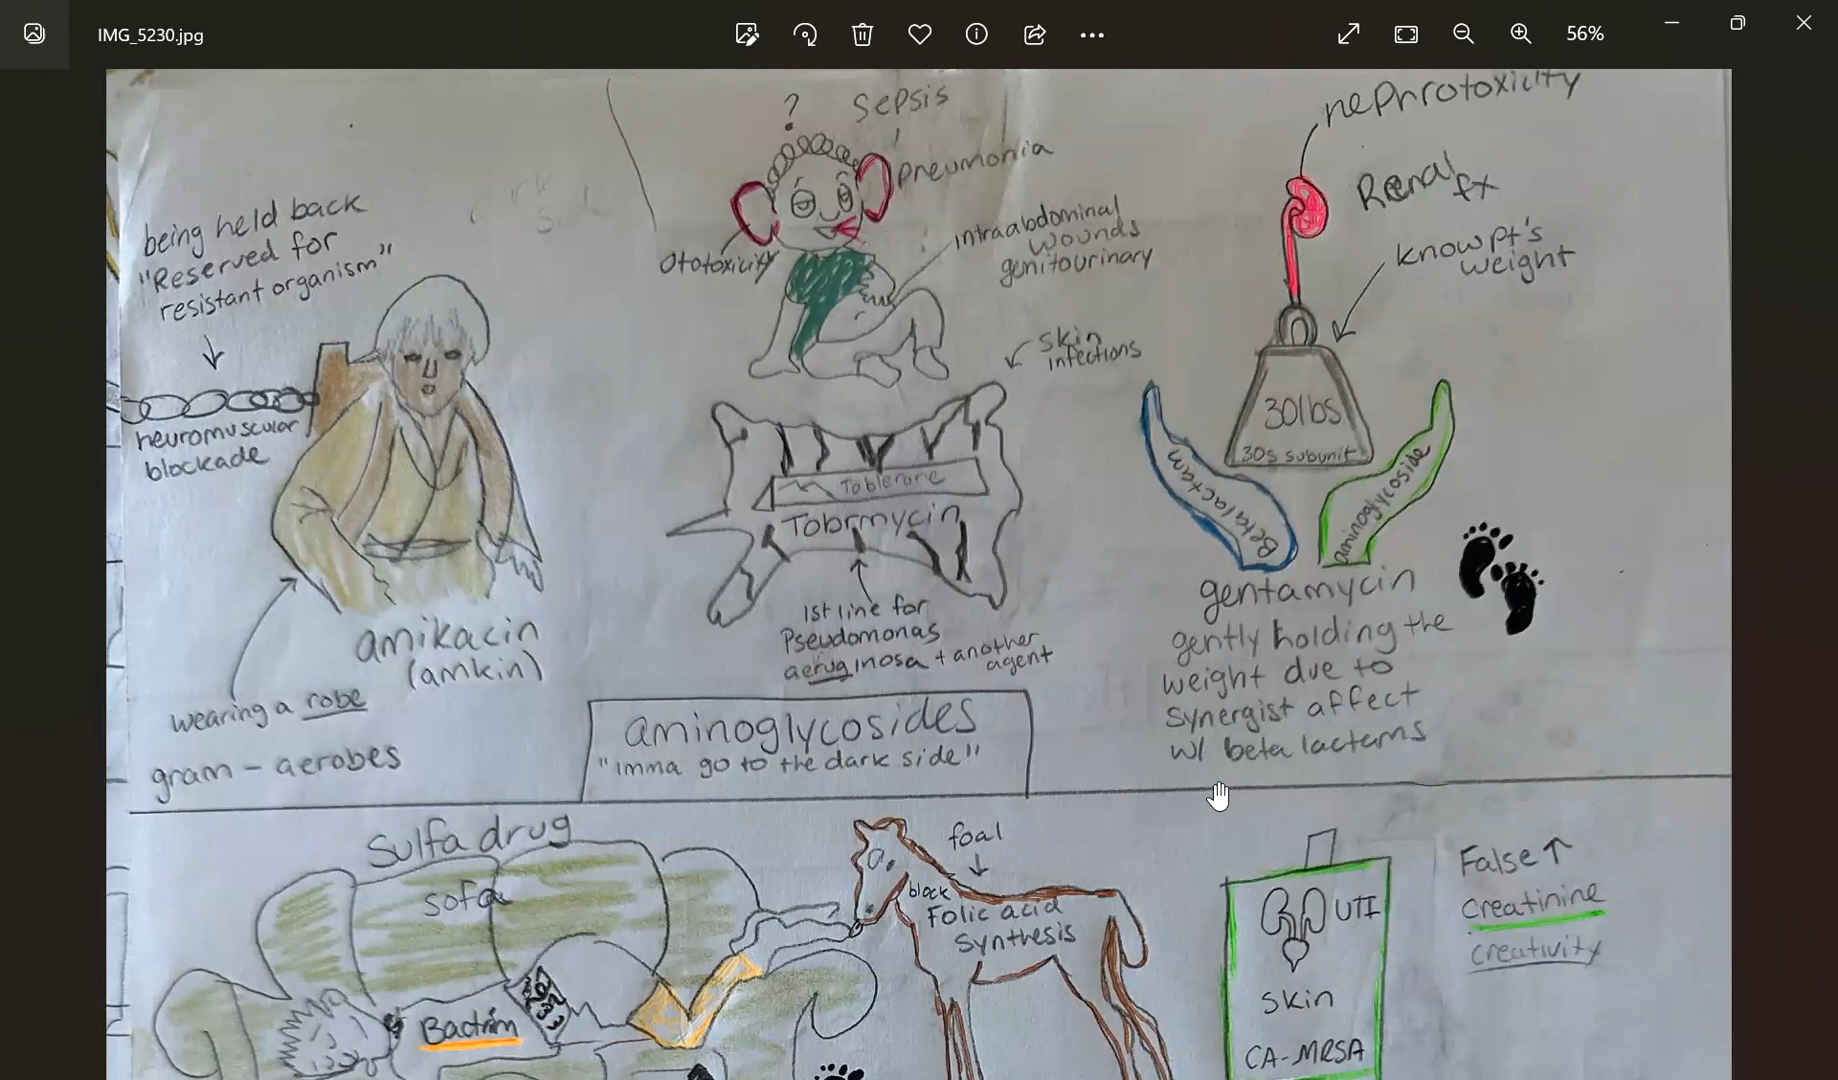 IMG_5230.jpg
56%
?
Sepsis
pneumonia
ototoxicity
intraabdominal
wounds
genitourinary
nephrotoxicity
Renal
fx
know pt's
weight
being held back
"Reserved for
resistant organism"
neuromuscular
blockade
skin
infections
Toblerone
Tobrmycin
1st line for
Pseudomonas
aeruginosa + another
agent
30lbs
30s subunit
Betalactam
aminoglycoside
gentamycin
gently holding the
weight due to
synergist affect
w/ beta lactams
amikacin
(amkin)
wearing a robe
gram - aerobes
aminoglycosides
"imma go to the dark side"
Sulfa drug
sofa
Bactrim
foal
block
Folic acid
Synthesis
UTI
skin
CA-MRSA
False ↑
Creatinine
creativity